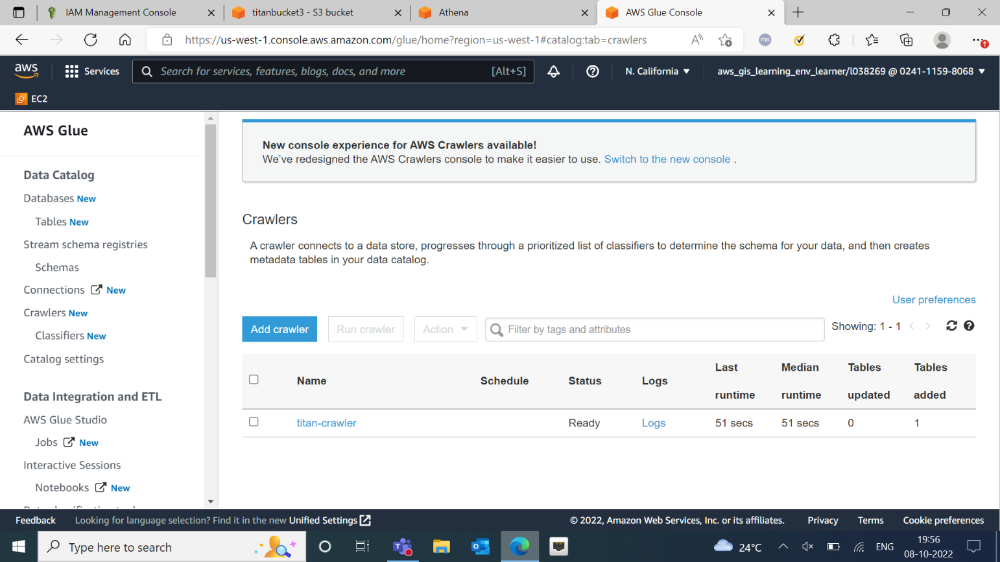 IAM Management Console
titanbucket3 - S3 bucket
Athena
AWS Glue Console
https://us-west-1.console.aws.amazon.com/glue/home?region=us-west-1#catalog:tab=crawlers
me
aws
Services
Search for services, features, blogs, docs, and more
[Alt+S]
N. California
aws_gis_learning_env_learner/l038269 @ 0241-1159-8068
EC2
AWS Glue
Data Catalog
Databases New
Tables New
Stream schema registries
Schemas
Connections New
Crawlers New
Classifiers New
Catalog settings
Data Integration and ETL
AWS Glue Studio
Jobs New
Interactive Sessions
Notebooks New
New console experience for AWS Crawlers available!
We've redesigned the AWS Crawlers console to make it easier to use. Switch to the new console .
Crawlers
A crawler connects to a data store, progresses through a prioritized list of classifiers to determine the schema for your data, and then creates
metadata tables in your data catalog.
User preferences
Add crawler
Run crawler
Action
Filter by tags and attributes
Showing: 1 - 1
Name
Schedule
Status
Logs
Last runtime
Median runtime
Tables updated
Tables added
titan-crawler
Ready
Logs
51 secs
51 secs
0
1
Feedback
Looking for language selection? Find it in the new Unified Settings
© 2022, Amazon Web Services, Inc. or its affiliates.
Privacy
Terms
Cookie preferences
Type here to search
24°C
ENG
19:56
08-10-2022